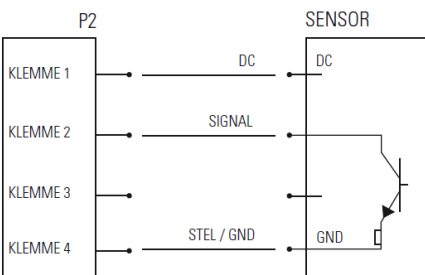 P2 SENSOR
KLEMME 1 DC DC
KLEMME 2 SIGNAL
KLEMME 3
KLEMME 4 STEL / GND GND